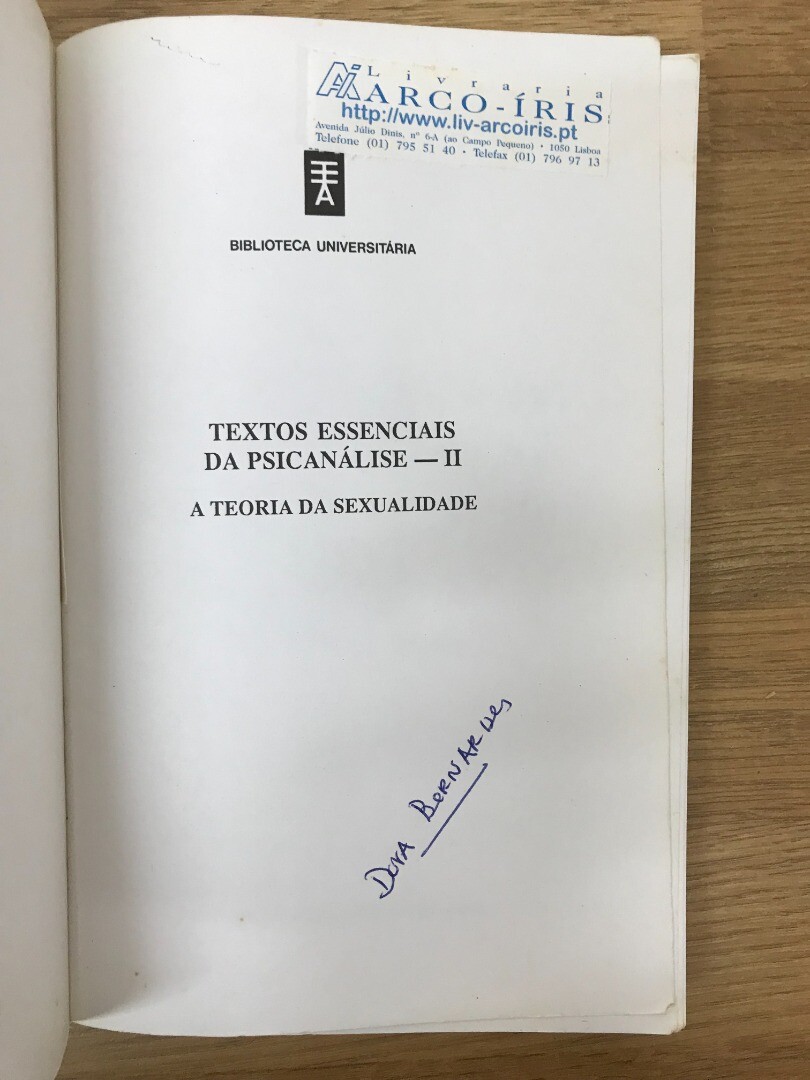 Livraria
ARCO-ÍRIS
http://www.liv-arcoiris.pt
Avenida Júlio Dinis, nº 6-A (ao Campo Pequeno) • 1050 Lisboa
Telefone (01) 795 51 40 • Telefax (01) 796 97 13
BIBLIOTECA UNIVERSITÁRIA
TEXTOS ESSENCIAIS
DA PSICANÁLISE — II
A TEORIA DA SEXUALIDADE
Dora Bernardes